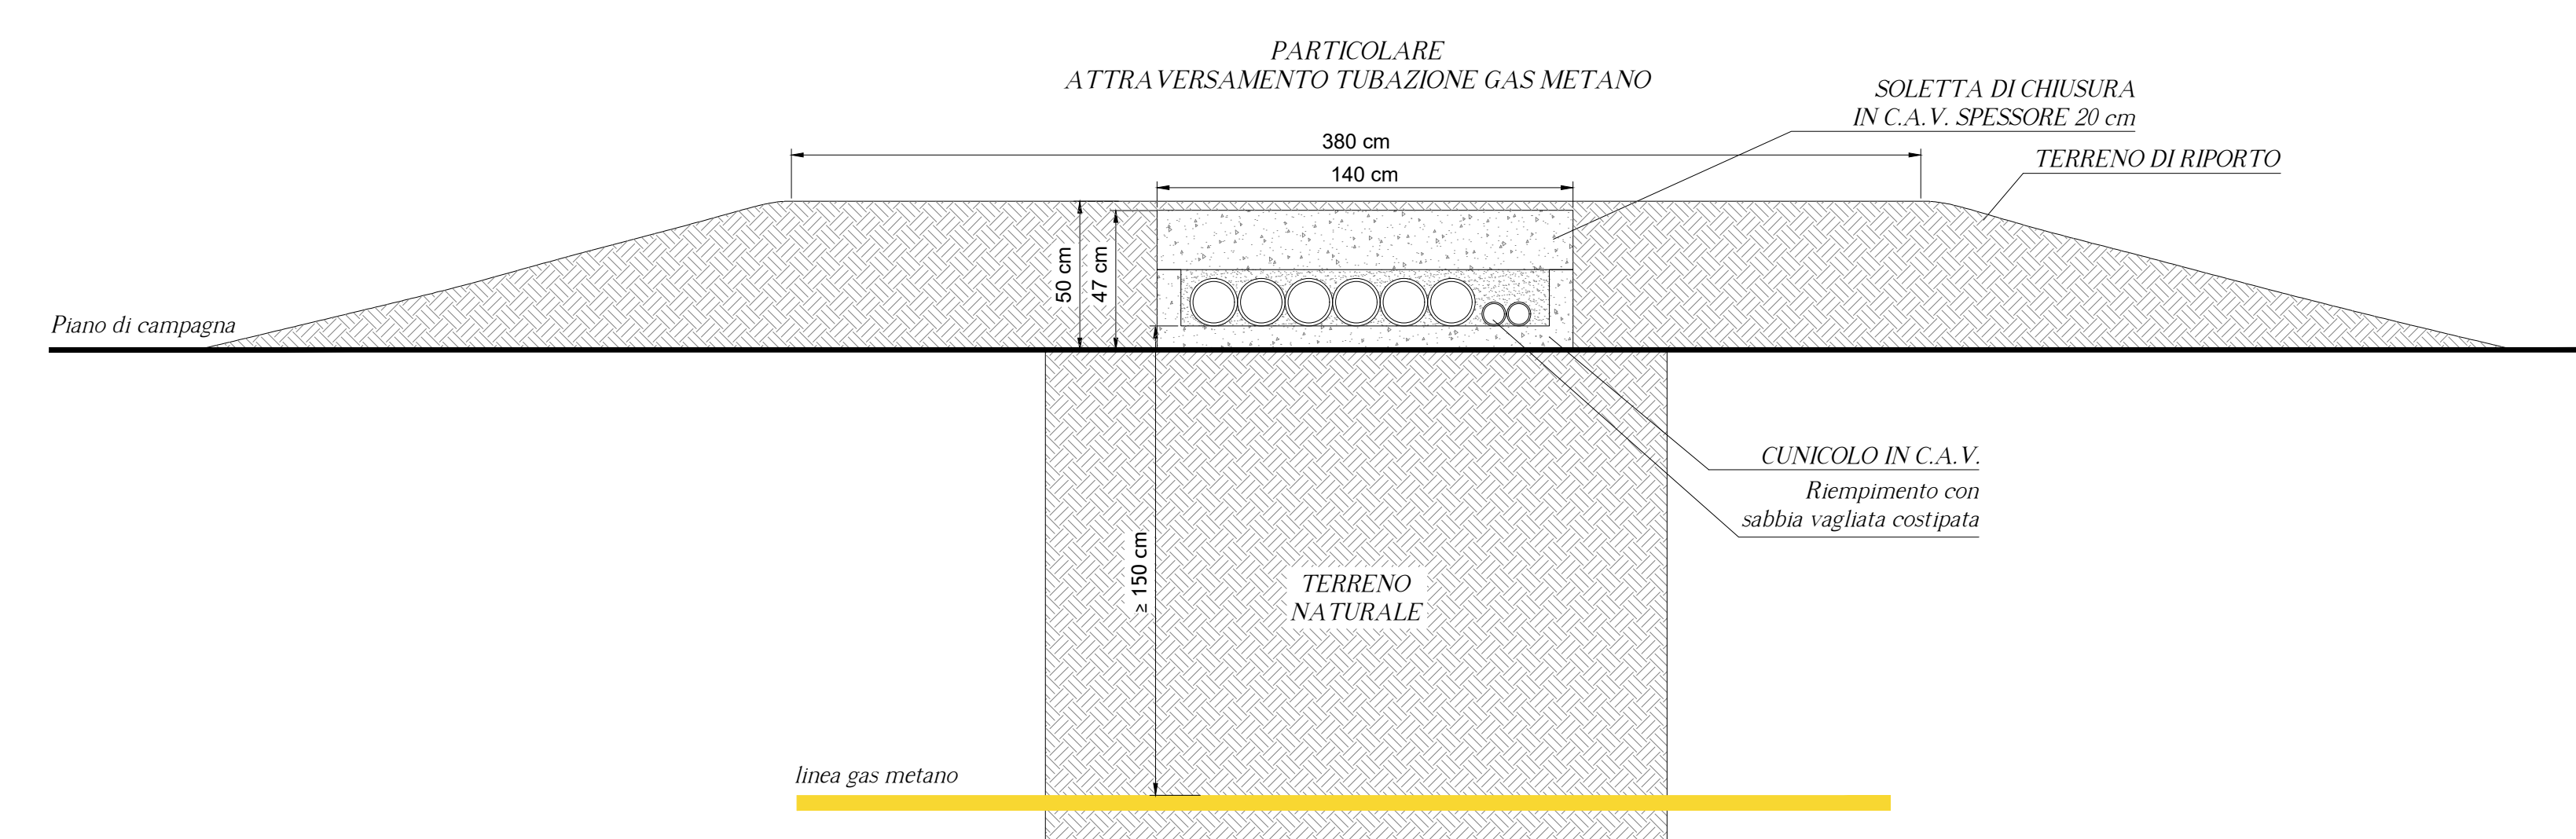 PARTICOLARE
ATTRAVERSAMENTO TUBAZIONE GAS METANO
SOLETTA DI CHIUSURA
IN C.A.V. SPESSORE 20 cm
TERRENO DI RIPORTO
380 cm
140 cm
50 cm
47 cm
Piano di campagna
CUNICOLO IN C.A.V.
Riempimento con
sabbia vagliata costipata
≥ 150 cm
TERRENO
NATURALE
linea gas metano